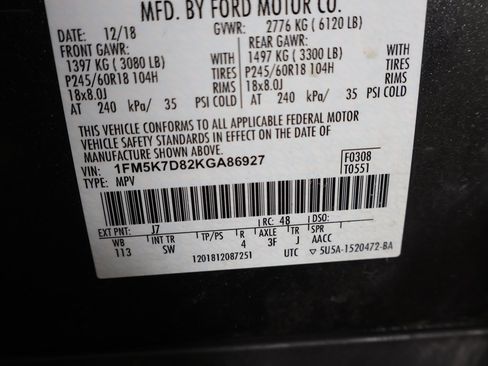 MFD. BY FORD MOTOR CO.
DATE: 12/18 GVWR: 2776 KG ( 6120 LB)
FRONT GAWR: REAR GAWR:
1397 KG ( 3080 LB) WITH 1497 KG ( 3300 LB) WITH
P245/60R18 104H TIRES P245/60R18 104H TIRES
18x8.0J RIMS 18x8.0J RIMS
AT 240 kPa/ 35 PSI COLD AT 240 kPa/ 35 PSI COLD
THIS VEHICLE CONFORMS TO ALL APPLICABLE FEDERAL MOTOR
VEHICLE SAFETY STANDARDS IN EFFECT ON THE DATE OF
MANUFACTURE SHOWN ABOVE.
VIN: 1FM5K7D82KGA86927 F0308
TYPE: MPV T0551
EXT PNT: J7 RC: 48 DSO:
WB INT TR TP/PS R AXLE TR SPR
113 SW 4 3F J AACC
1201812087251 UTC ▽ 5U5A-1520472-BA